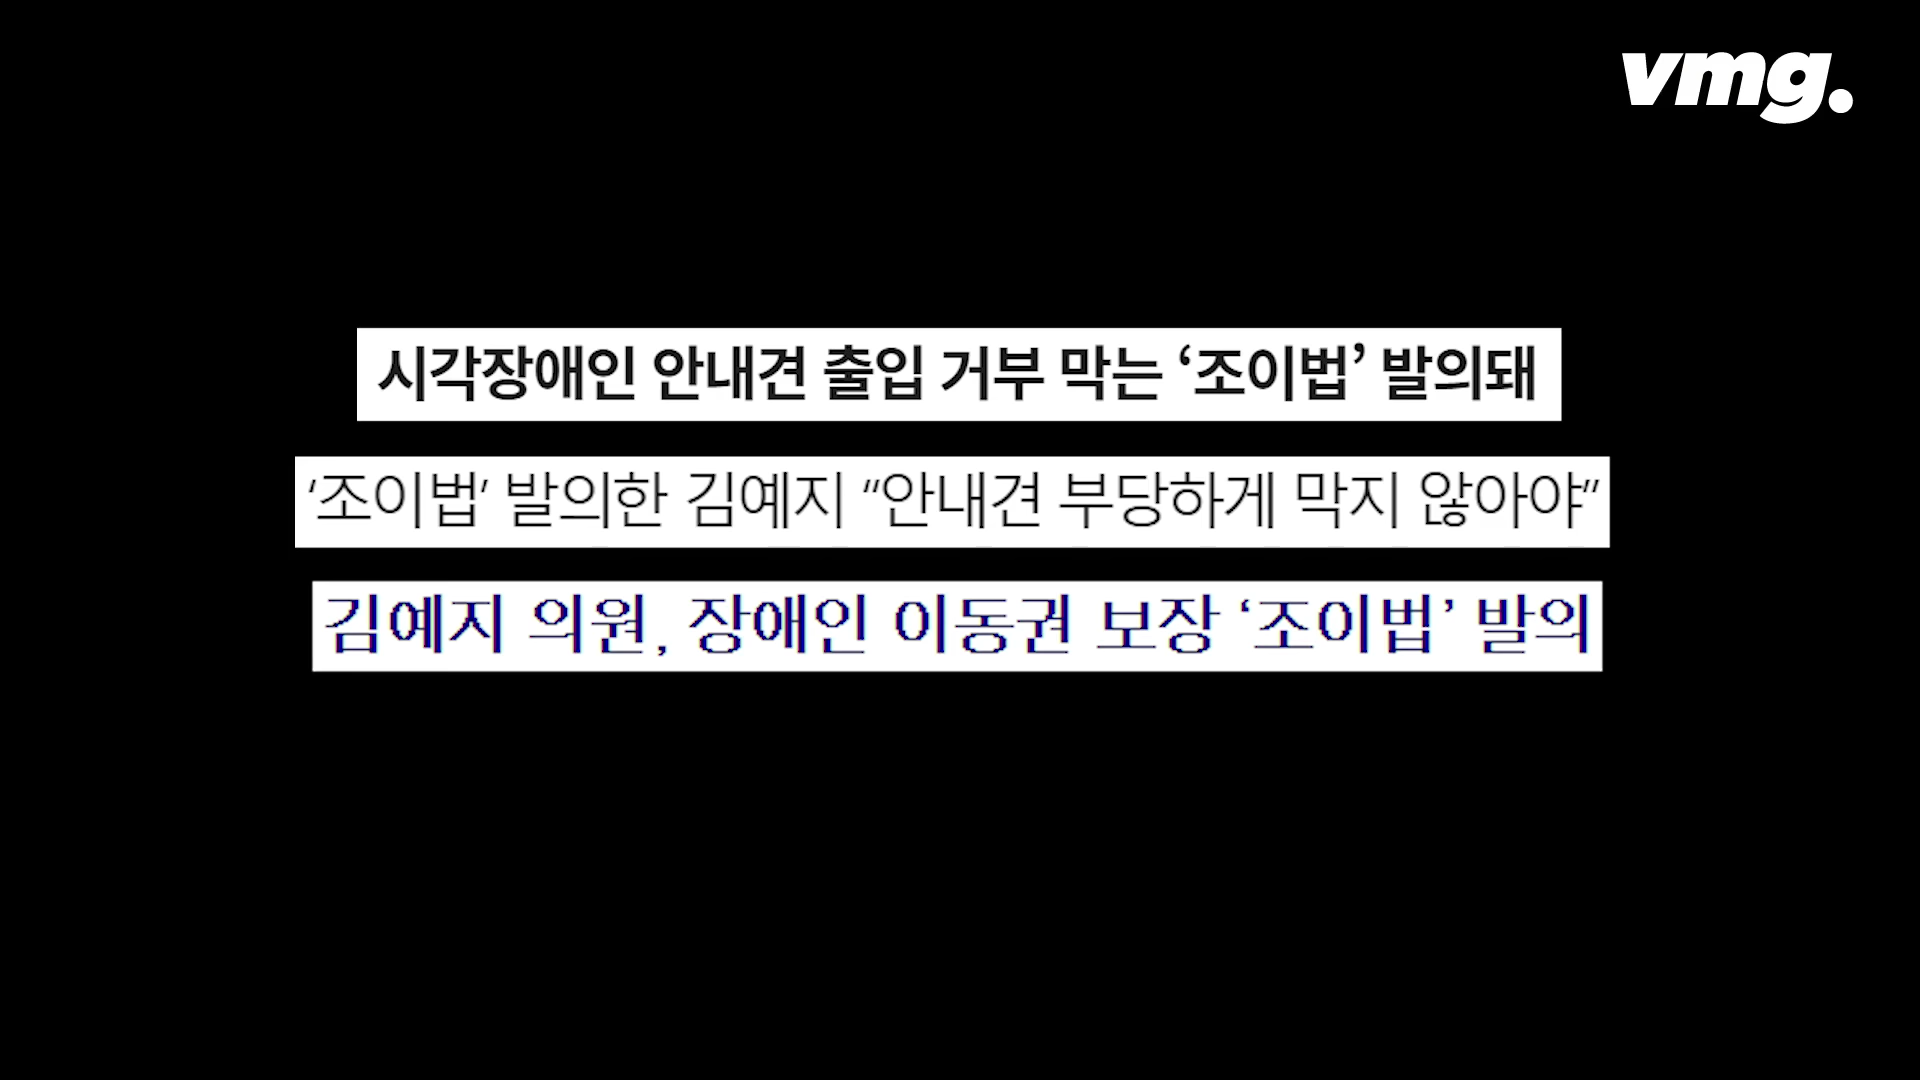 vmg.
시각장애인 안내견 출입 거부 막는 ‘조이법’ 발의돼
‘조이법’ 발의한 김예지 “안내견 부당하게 막지 않아야”
김예지 의원, 장애인 이동권 보장 ‘조이법’ 발의